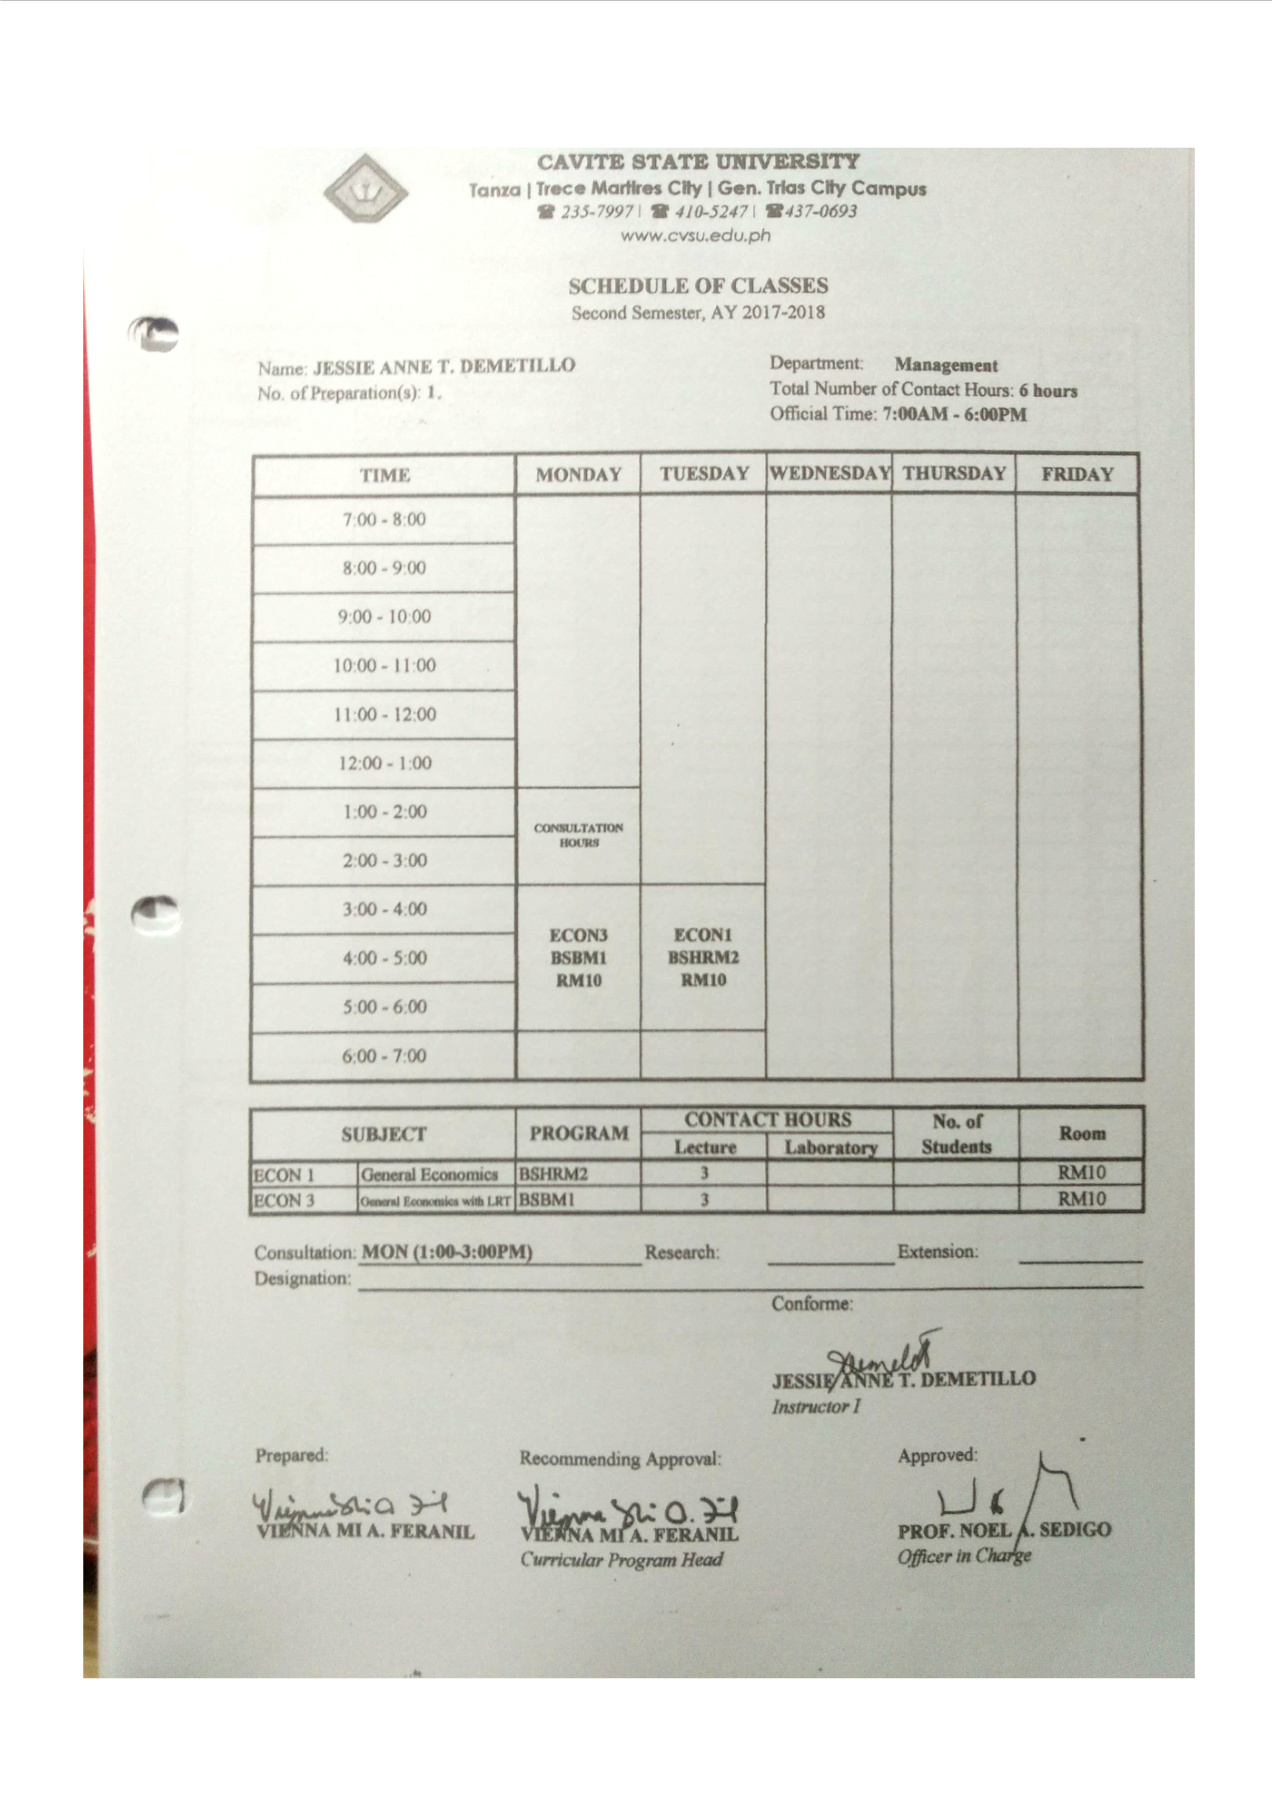 CAVITE STATE UNIVERSITY
Tanza | Trece Martires City | Gen. Trias City Campus
☎ 235-7997 | ☎ 410-5247 | ☎437-0693
www.cvsu.edu.ph
SCHEDULE OF CLASSES
Second Semester, AY 2017-2018
Name: JESSIE ANNE T. DEMETILLO
No. of Preparation(s): 1.
Department: Management
Total Number of Contact Hours: 6 hours
Official Time: 7:00AM - 6:00PM
TIME MONDAY TUESDAY WEDNESDAY THURSDAY FRIDAY
7:00 - 8:00
8:00 - 9:00
9:00 - 10:00
10:00 - 11:00
11:00 - 12:00
12:00 - 1:00
1:00 - 2:00
CONSULTATION
HOURS
2:00 - 3:00
3:00 - 4:00
ECON3 ECON1
4:00 - 5:00 BSBM1 BSHRM2
RM10 RM10
5:00 - 6:00
6:00 - 7:00
SUBJECT PROGRAM CONTACT HOURS No. of Students Room
Lecture Laboratory
ECON 1 General Economics BSHRM2 3 RM10
ECON 3 General Economics with LRT BSBM1 3 RM10
Consultation: MON (1:00-3:00PM) Research: Extension:
Designation:
Conforme:
JESSIE ANNE T. DEMETILLO
Instructor I
Prepared: Recommending Approval: Approved:
VIENNA MI A. FERANIL VIENNA MI A. FERANIL PROF. NOEL A. SEDIGO
Curricular Program Head Officer in Charge